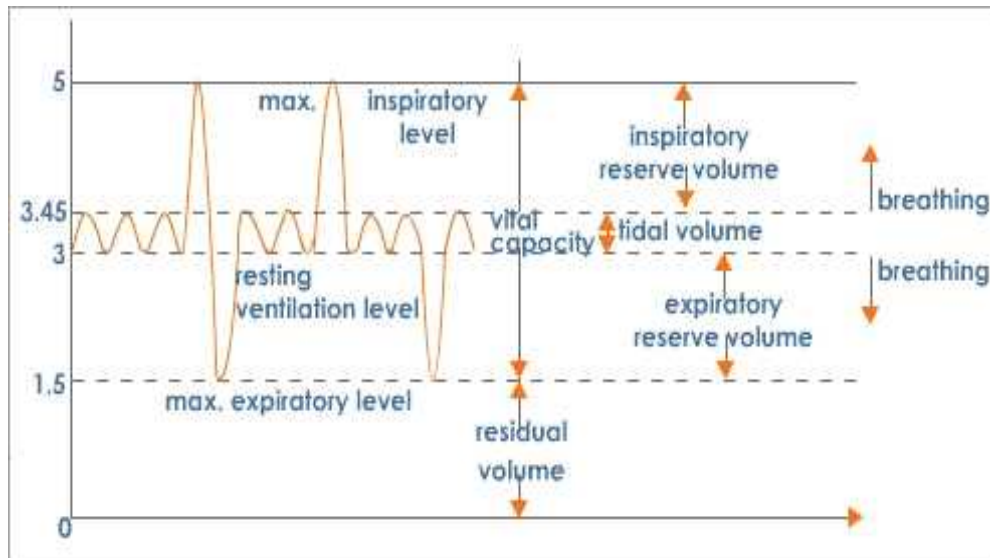 5
max. inspiratory
level
inspiratory
reserve volume
breathing
3.45
vital
capacity
tidal volume
3
resting
ventilation level
breathing
expiratory
reserve volume
1.5
max. expiratory level
residual
volume
0